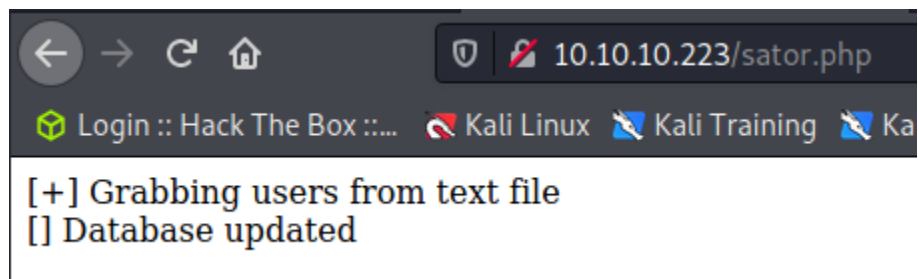 10.10.10.223/sator.php
Login :: Hack The Box ::... Kali Linux Kali Training Ka
[+] Grabbing users from text file
[] Database updated